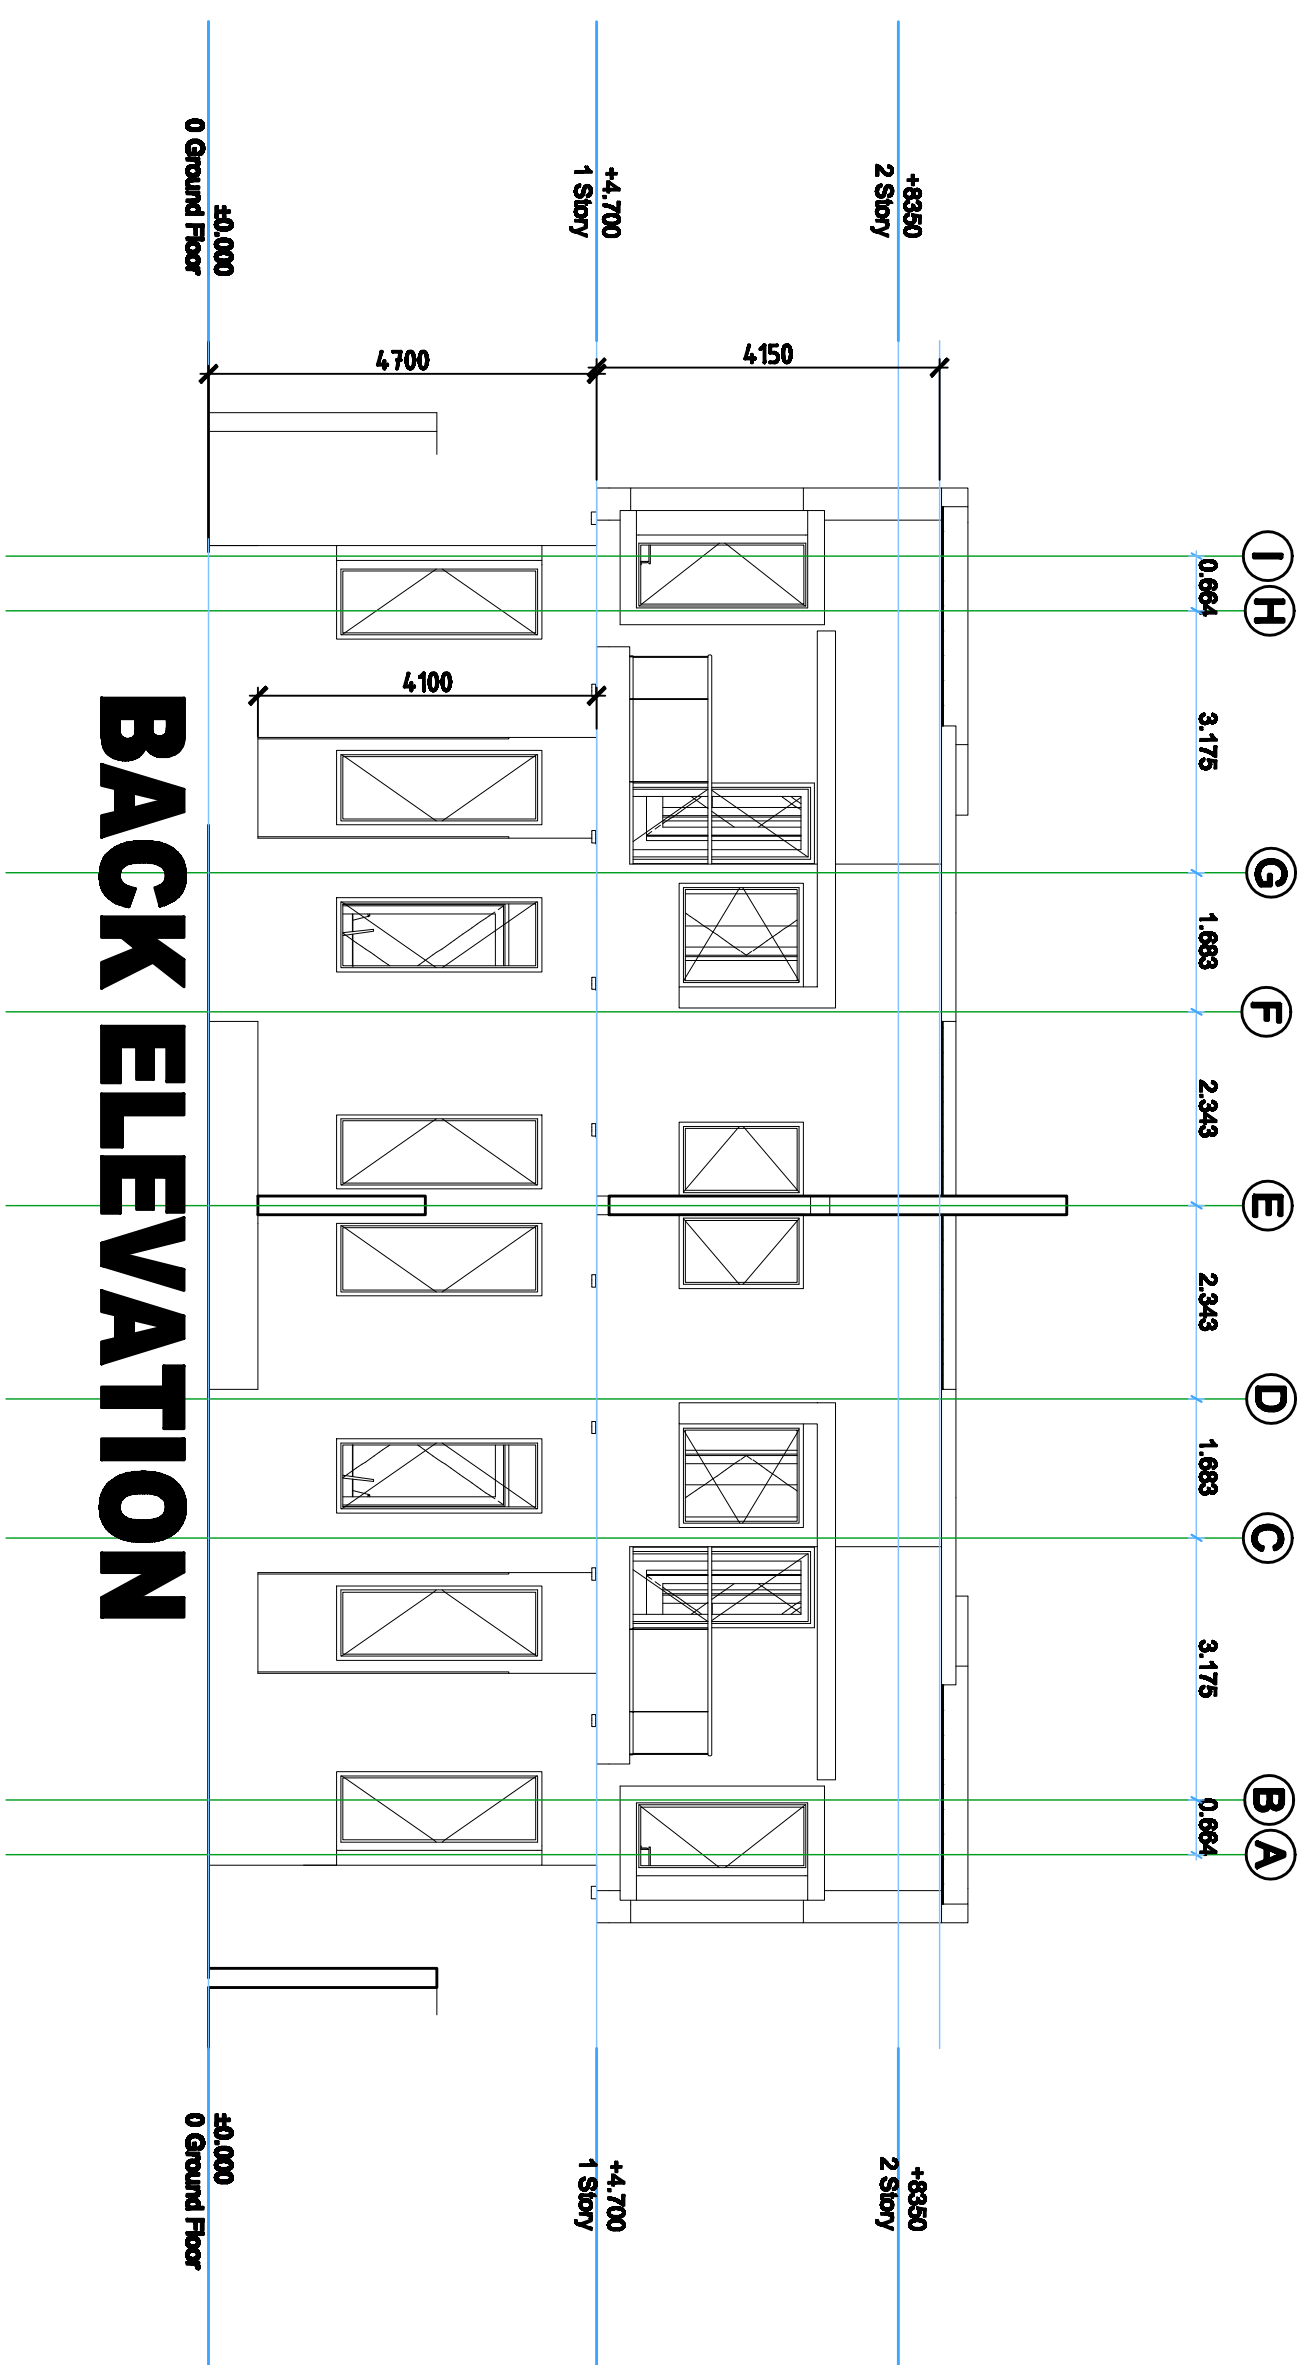 I H G F E D C B A
0.664 3.175 1.683 2.343 2.343 1.683 3.175 0.664
+8350
2 Story
+8350
2 Story
4150
+4.700
1 Story
+4.700
1 Story
4100
4700
±0.000
0 Ground Floor
±0.000
0 Ground Floor
BACK ELEVATION